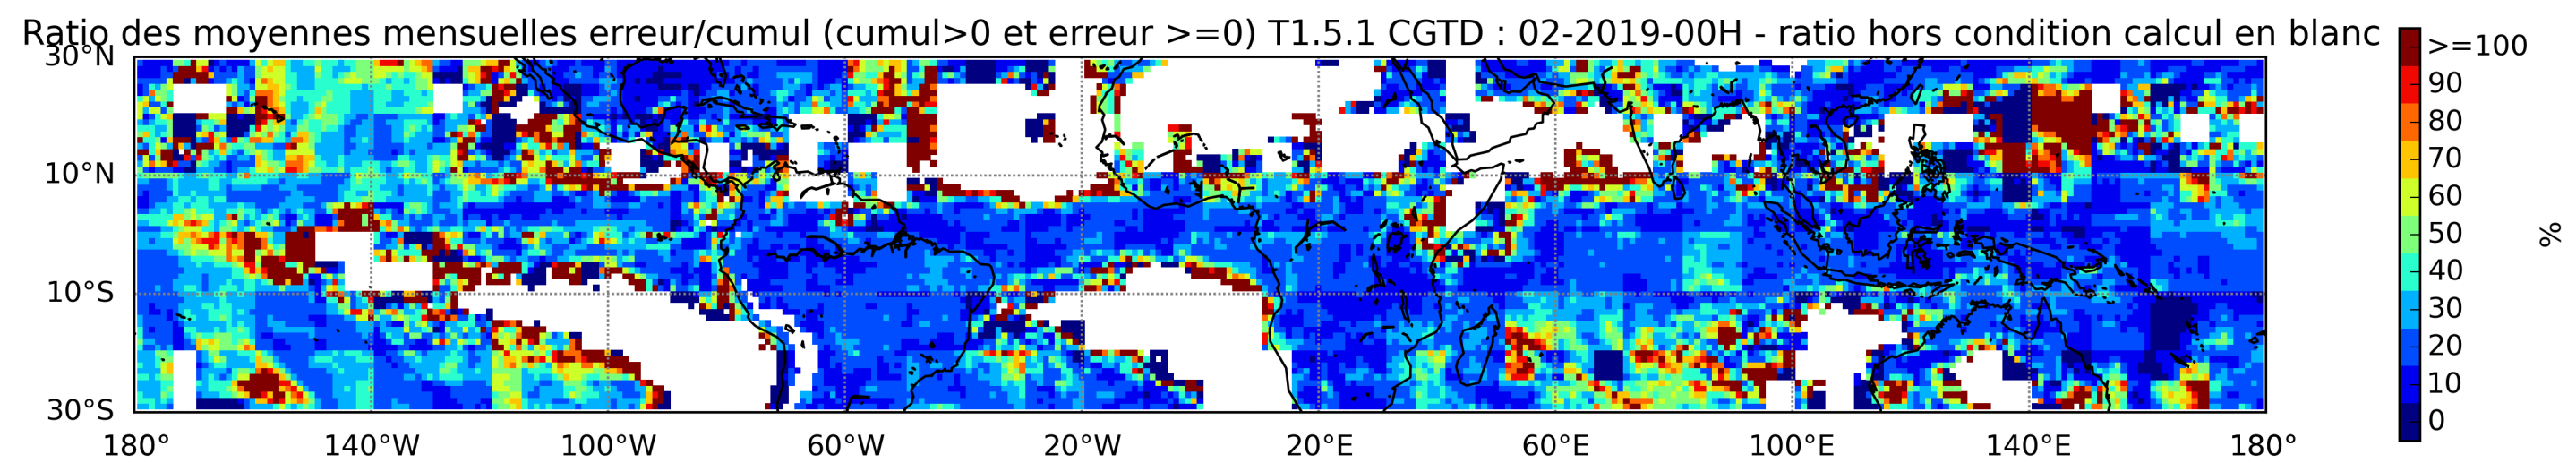 Ratio des moyennes mensuelles erreur/cumul (cumul>0 et erreur >=0) T1.5.1 CGTD : 02-2019-00H - ratio hors condition calcul en blanc
30°N
10°N
10°S
30°S
180°
140°W
100°W
60°W
20°W
20°E
60°E
100°E
140°E
180°
>=100
90
80
70
60
50
40
30
20
10
0
%